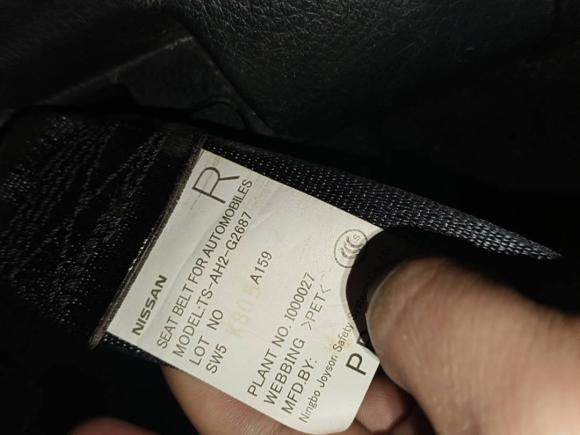 R
NISSAN
SEAT BELT FOR AUTOMOBILES
MODEL:TS-AH2-G2687
LOT NO
A159
SW5
PLANT NO. 1000027
WEBBING >PET<
MFD.BY:
Ningbo Joyson Safety
P